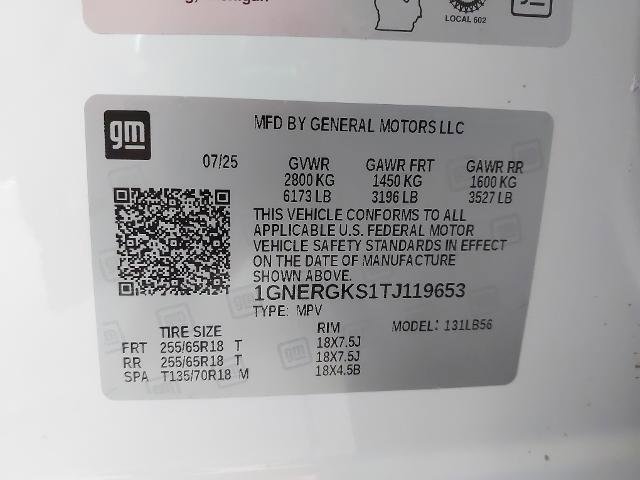 LOCAL 602
gm
MFD BY GENERAL MOTORS LLC
07/25 GVWR GAWR FRT GAWR RR
2800 KG 1450 KG 1600 KG
6173 LB 3196 LB 3527 LB
THIS VEHICLE CONFORMS TO ALL
APPLICABLE U.S. FEDERAL MOTOR
VEHICLE SAFETY STANDARDS IN EFFECT
ON THE DATE OF MANUFACTURE
SHOWN ABOVE.
1GNERGKS1TJ119653
TYPE: MPV
TIRE SIZE RIM MODEL: 131LB56
FRT 255/65R18 T 18X7.5J
RR 255/65R18 T 18X7.5J
SPA T135/70R18 M 18X4.5B